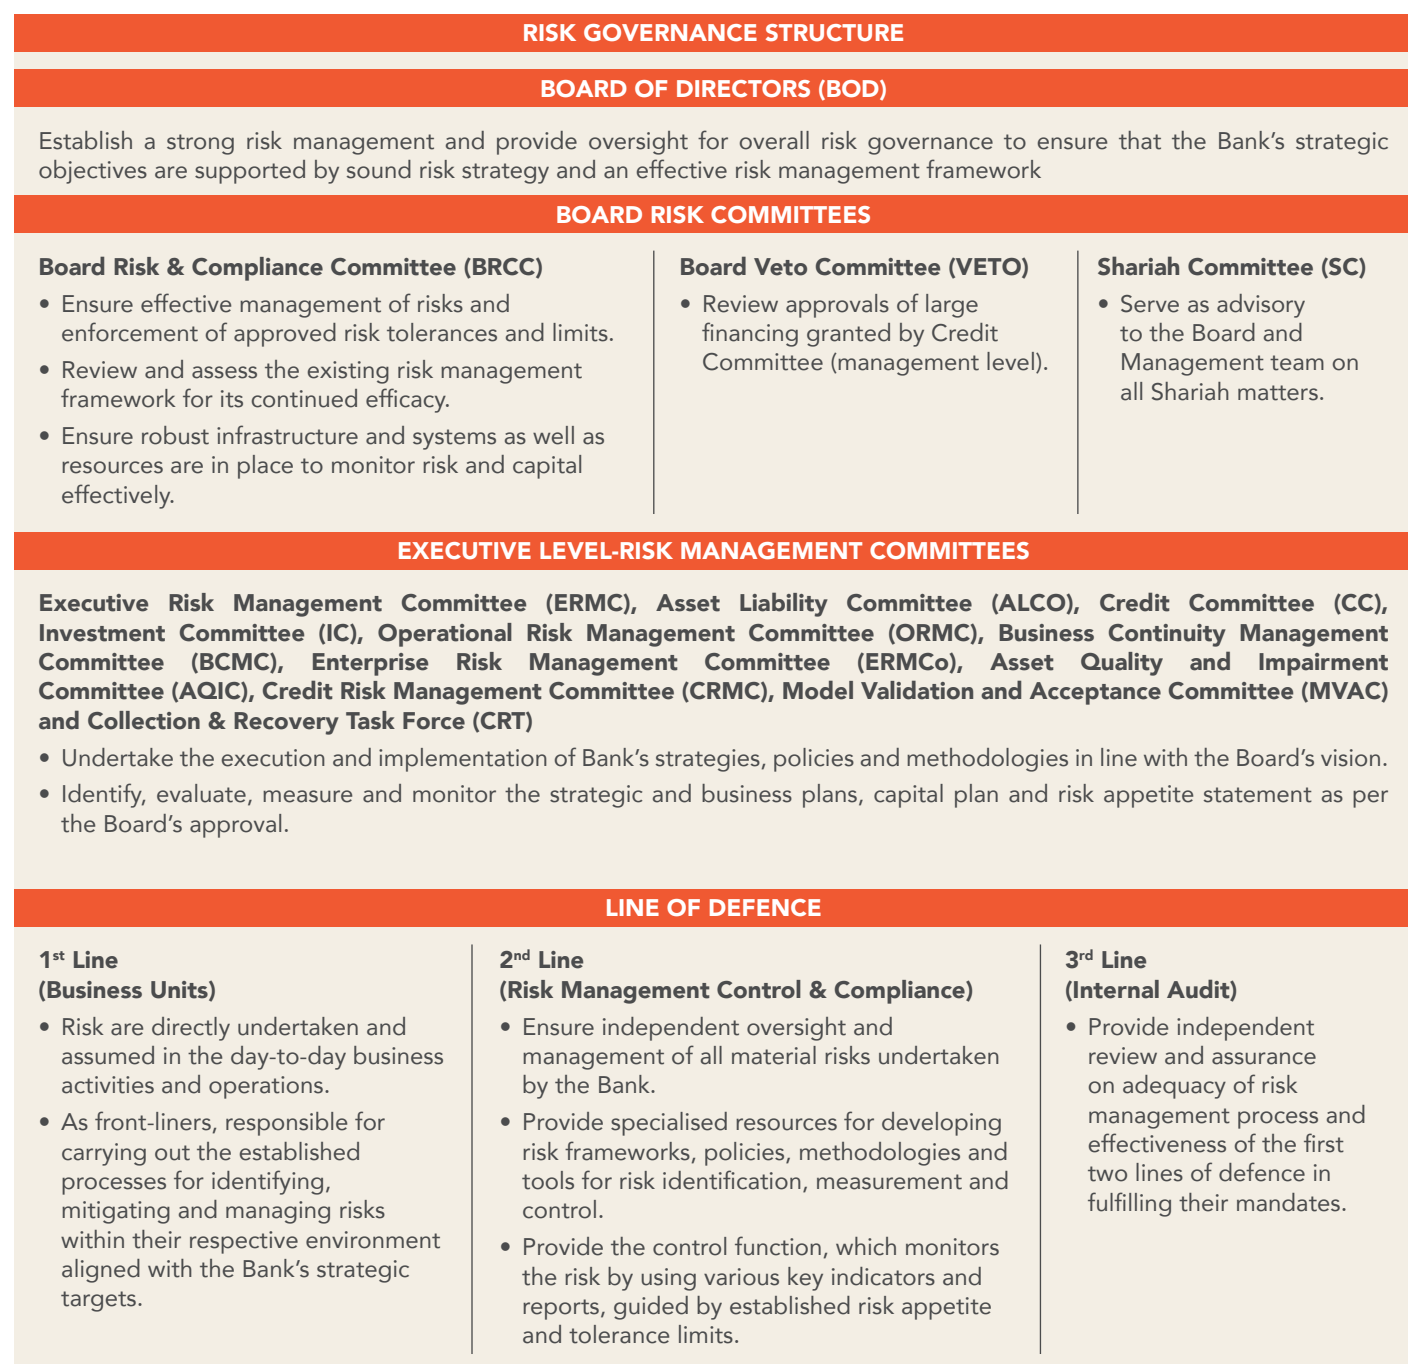 RISK GOVERNANCE STRUCTURE
BOARD OF DIRECTORS (BOD)
Establish a strong risk management and provide oversight for overall risk governance to ensure that the Bank’s strategic
objectives are supported by sound risk strategy and an effective risk management framework
BOARD RISK COMMITTEES
Board Risk & Compliance Committee (BRCC)
• Ensure effective management of risks and
enforcement of approved risk tolerances and limits.
• Review and assess the existing risk management
framework for its continued efficacy.
• Ensure robust infrastructure and systems as well as
resources are in place to monitor risk and capital
effectively.
Board Veto Committee (VETO)
• Review approvals of large
financing granted by Credit
Committee (management level).
Shariah Committee (SC)
• Serve as advisory
to the Board and
Management team on
all Shariah matters.
EXECUTIVE LEVEL-RISK MANAGEMENT COMMITTEES
Executive Risk Management Committee (ERMC), Asset Liability Committee (ALCO), Credit Committee (CC),
Investment Committee (IC), Operational Risk Management Committee (ORMC), Business Continuity Management
Committee (BCMC), Enterprise Risk Management Committee (ERMCo), Asset Quality and Impairment
Committee (AQIC), Credit Risk Management Committee (CRMC), Model Validation and Acceptance Committee (MVAC)
and Collection & Recovery Task Force (CRT)
• Undertake the execution and implementation of Bank’s strategies, policies and methodologies in line with the Board’s vision.
• Identify, evaluate, measure and monitor the strategic and business plans, capital plan and risk appetite statement as per
the Board’s approval.
LINE OF DEFENCE
1st Line
(Business Units)
• Risk are directly undertaken and
assumed in the day-to-day business
activities and operations.
• As front-liners, responsible for
carrying out the established
processes for identifying,
mitigating and managing risks
within their respective environment
aligned with the Bank’s strategic
targets.
2nd Line
(Risk Management Control & Compliance)
• Ensure independent oversight and
management of all material risks undertaken
by the Bank.
• Provide specialised resources for developing
risk frameworks, policies, methodologies and
tools for risk identification, measurement and
control.
• Provide the control function, which monitors
the risk by using various key indicators and
reports, guided by established risk appetite
and tolerance limits.
3rd Line
(Internal Audit)
• Provide independent
review and assurance
on adequacy of risk
management process and
effectiveness of the first
two lines of defence in
fulfilling their mandates.